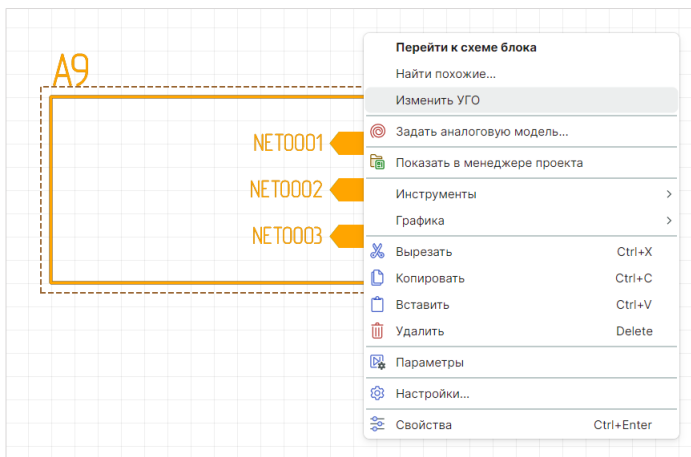 A9
NET0001
NET0002
NET0003
Перейти к схеме блока
Найти похожие...
Изменить УГО
Задать аналоговую модель...
Показать в менеджере проекта
Инструменты
Графика
Вырезать Ctrl+X
Копировать Ctrl+C
Вставить Ctrl+V
Удалить Delete
Параметры
Настройки...
Свойства Ctrl+Enter